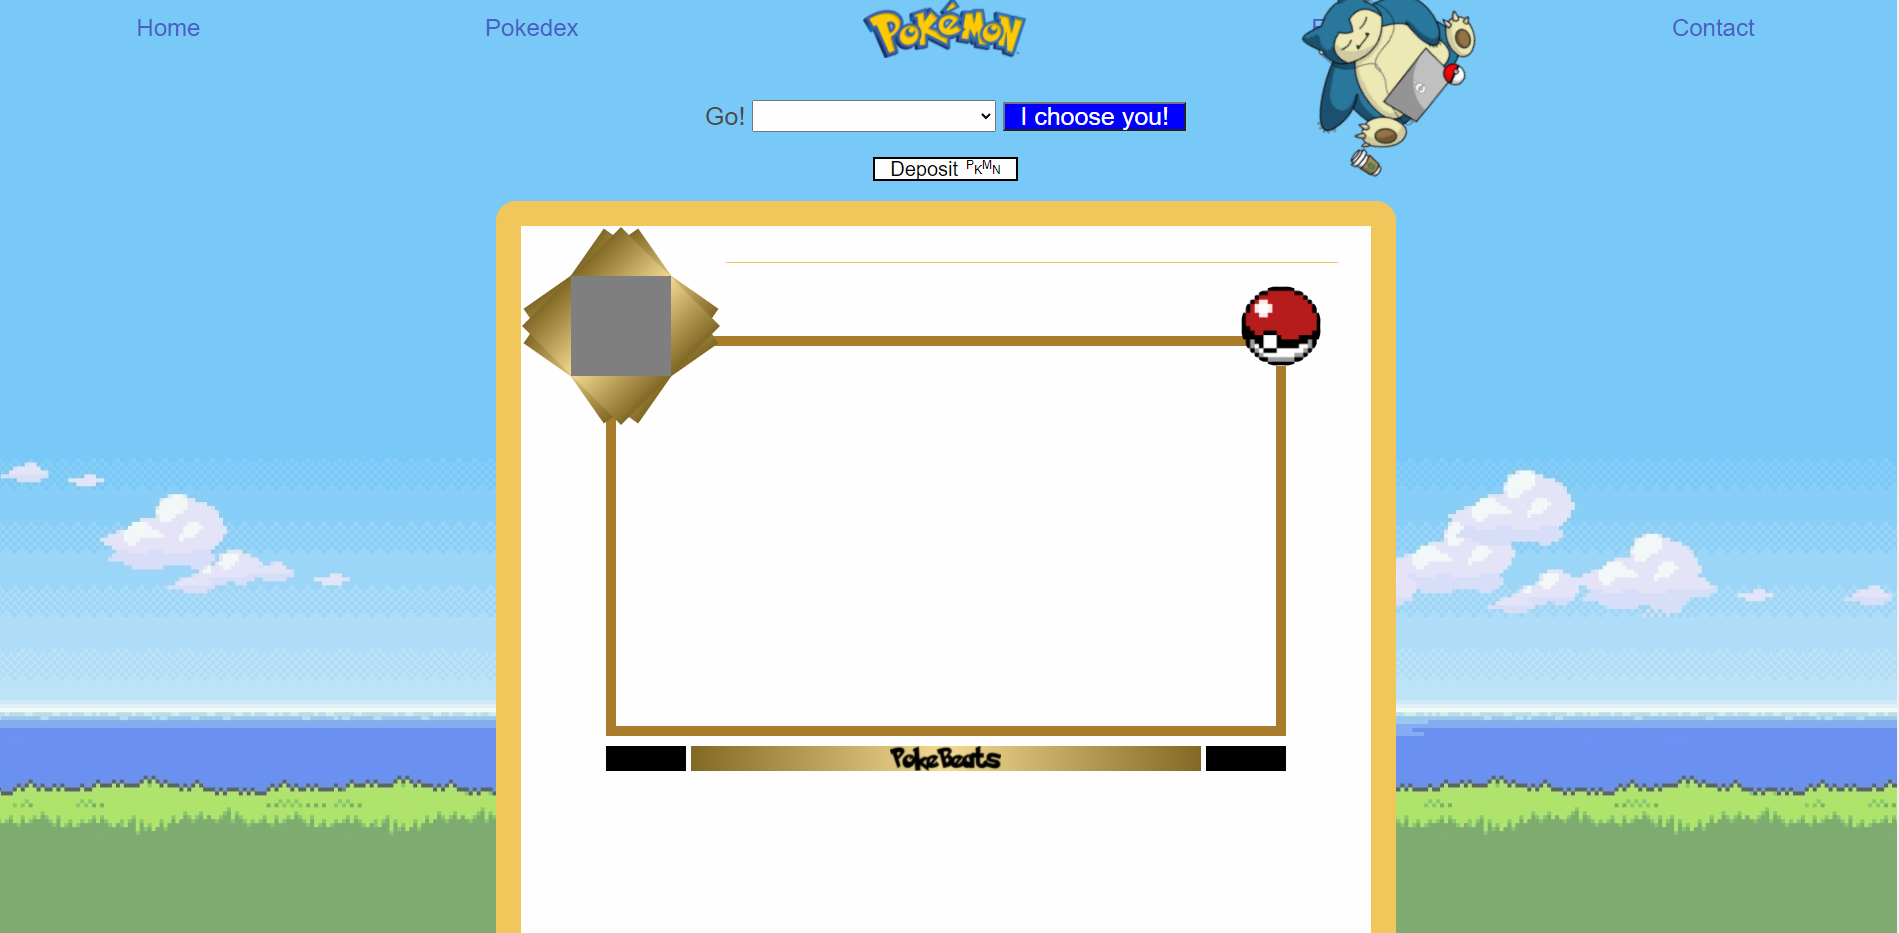 Home
Pokedex
POKéMON
Contact
Go!
I choose you!
Deposit PKMN
PokeBeats